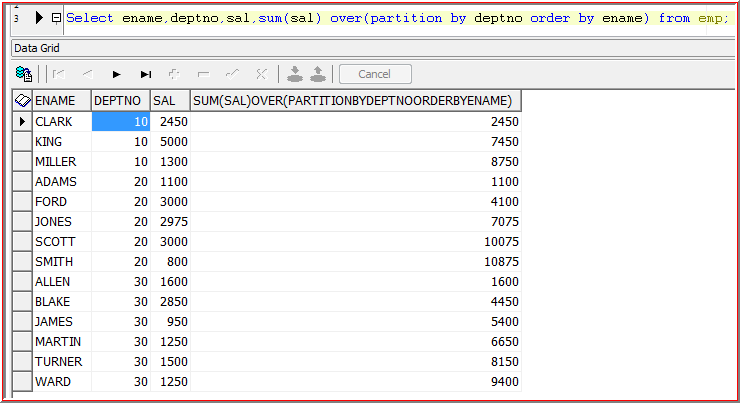 2
3 Select ename,deptno,sal,sum(sal) over(partition by deptno order by ename) from emp;
Data Grid
Cancel
ENAME DEPTNO SAL SUM(SAL)OVER(PARTITIONBYDEPTNOORDERBYENAME)
CLARK 10 2450 2450
KING 10 5000 7450
MILLER 10 1300 8750
ADAMS 20 1100 1100
FORD 20 3000 4100
JONES 20 2975 7075
SCOTT 20 3000 10075
SMITH 20 800 10875
ALLEN 30 1600 1600
BLAKE 30 2850 4450
JAMES 30 950 5400
MARTIN 30 1250 6650
TURNER 30 1500 8150
WARD 30 1250 9400